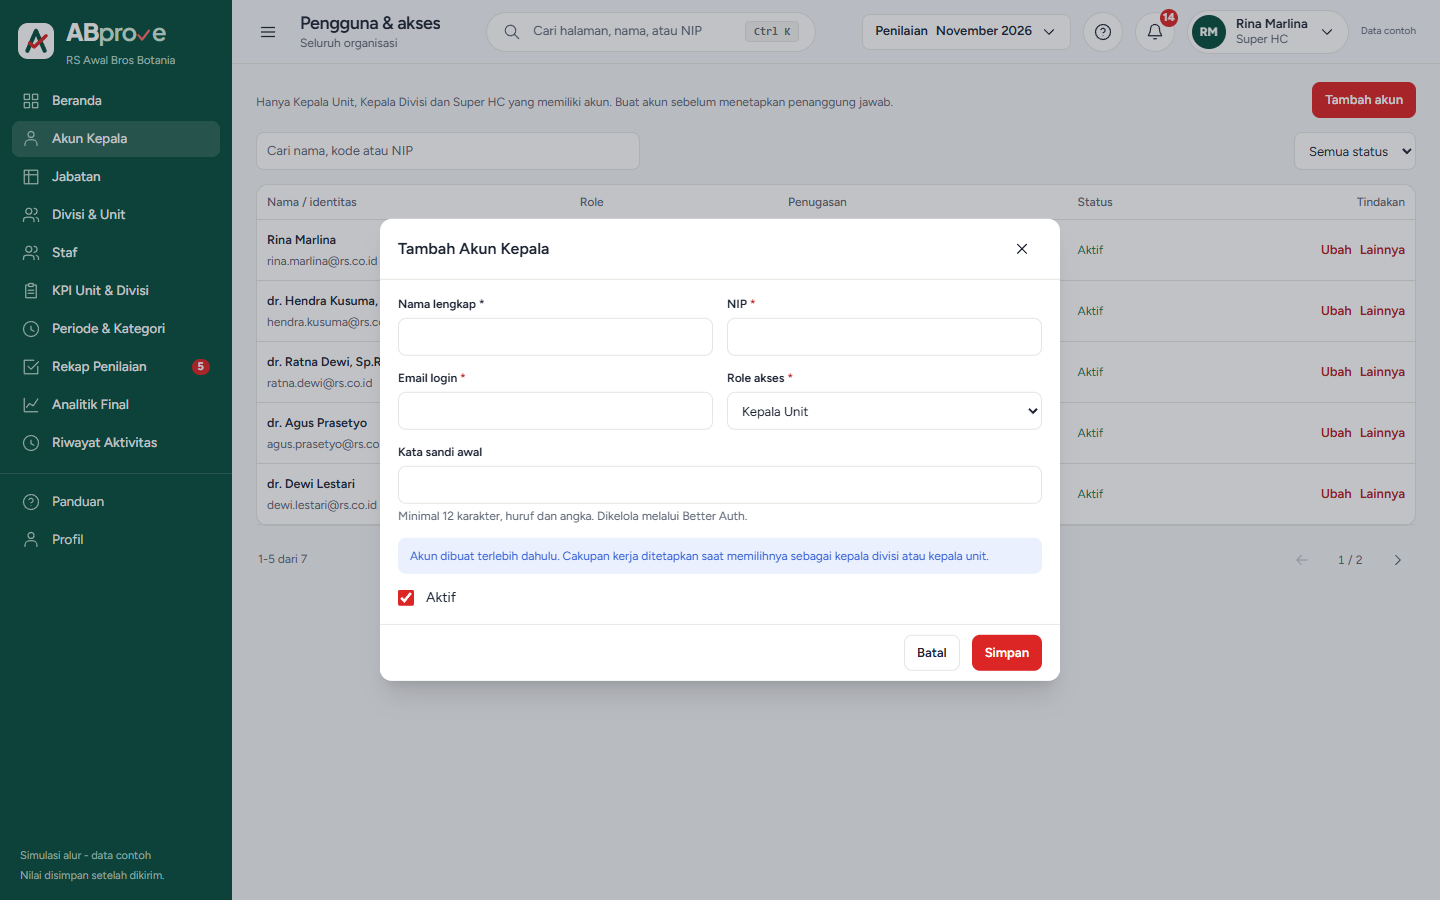 ABprove
RS Awal Bros Botania
Beranda
Akun Kepala
Jabatan
Divisi & Unit
Staf
KPI Unit & Divisi
Periode & Kategori
Rekap Penilaian 5
Analitik Final
Riwayat Aktivitas
Panduan
Profil
Simulasi alur - data contoh
Nilai disimpan setelah dikirim.
Pengguna & akses
Seluruh organisasi
Cari halaman, nama, atau NIP Ctrl K
Penilaian November 2026
14
RM
Rina Marlina
Super HC
Data contoh
Hanya Kepala Unit, Kepala Divisi dan Super HC yang memiliki akun. Buat akun sebelum menetapkan penanggung jawab.
Tambah akun
Cari nama, kode atau NIP
Semua status
Nama / identitas Role Penugasan Status Tindakan
Rina Marlina
rina.marlina@rs.co.id
Aktif Ubah Lainnya
dr. Hendra Kusuma,
hendra.kusuma@rs.c
Aktif Ubah Lainnya
dr. Ratna Dewi, Sp.R
ratna.dewi@rs.co.id
Aktif Ubah Lainnya
dr. Agus Prasetyo
agus.prasetyo@rs.co
Aktif Ubah Lainnya
dr. Dewi Lestari
dewi.lestari@rs.co.id
Aktif Ubah Lainnya
1-5 dari 7
1 / 2
Tambah Akun Kepala
Nama lengkap *
NIP *
Email login *
Role akses *
Kepala Unit
Kata sandi awal
Minimal 12 karakter, huruf dan angka. Dikelola melalui Better Auth.
Akun dibuat terlebih dahulu. Cakupan kerja ditetapkan saat memilihnya sebagai kepala divisi atau kepala unit.
Aktif
Batal
Simpan